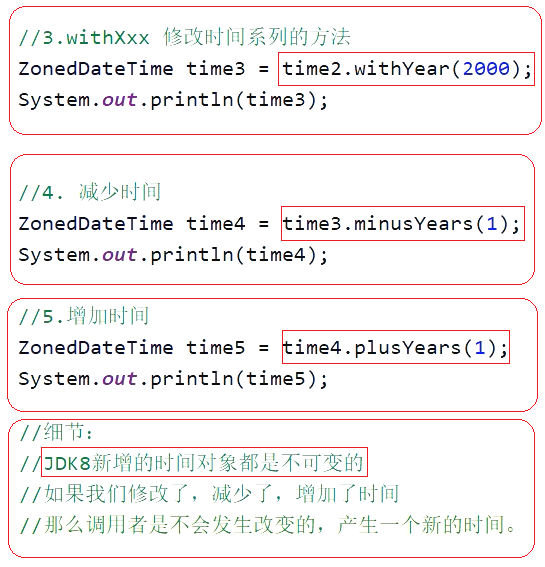 //3.withXxx 修改时间系列的方法
ZonedDateTime time3 = time2.withYear(2000);
System.out.println(time3);
//4. 减少时间
ZonedDateTime time4 = time3.minusYears(1);
System.out.println(time4);
//5.增加时间
ZonedDateTime time5 = time4.plusYears(1);
System.out.println(time5);
//细节:
//JDK8新增的时间对象都是不可变的
//如果我们修改了，减少了，增加了时间
//那么调用者是不会发生改变的，产生一个新的时间。